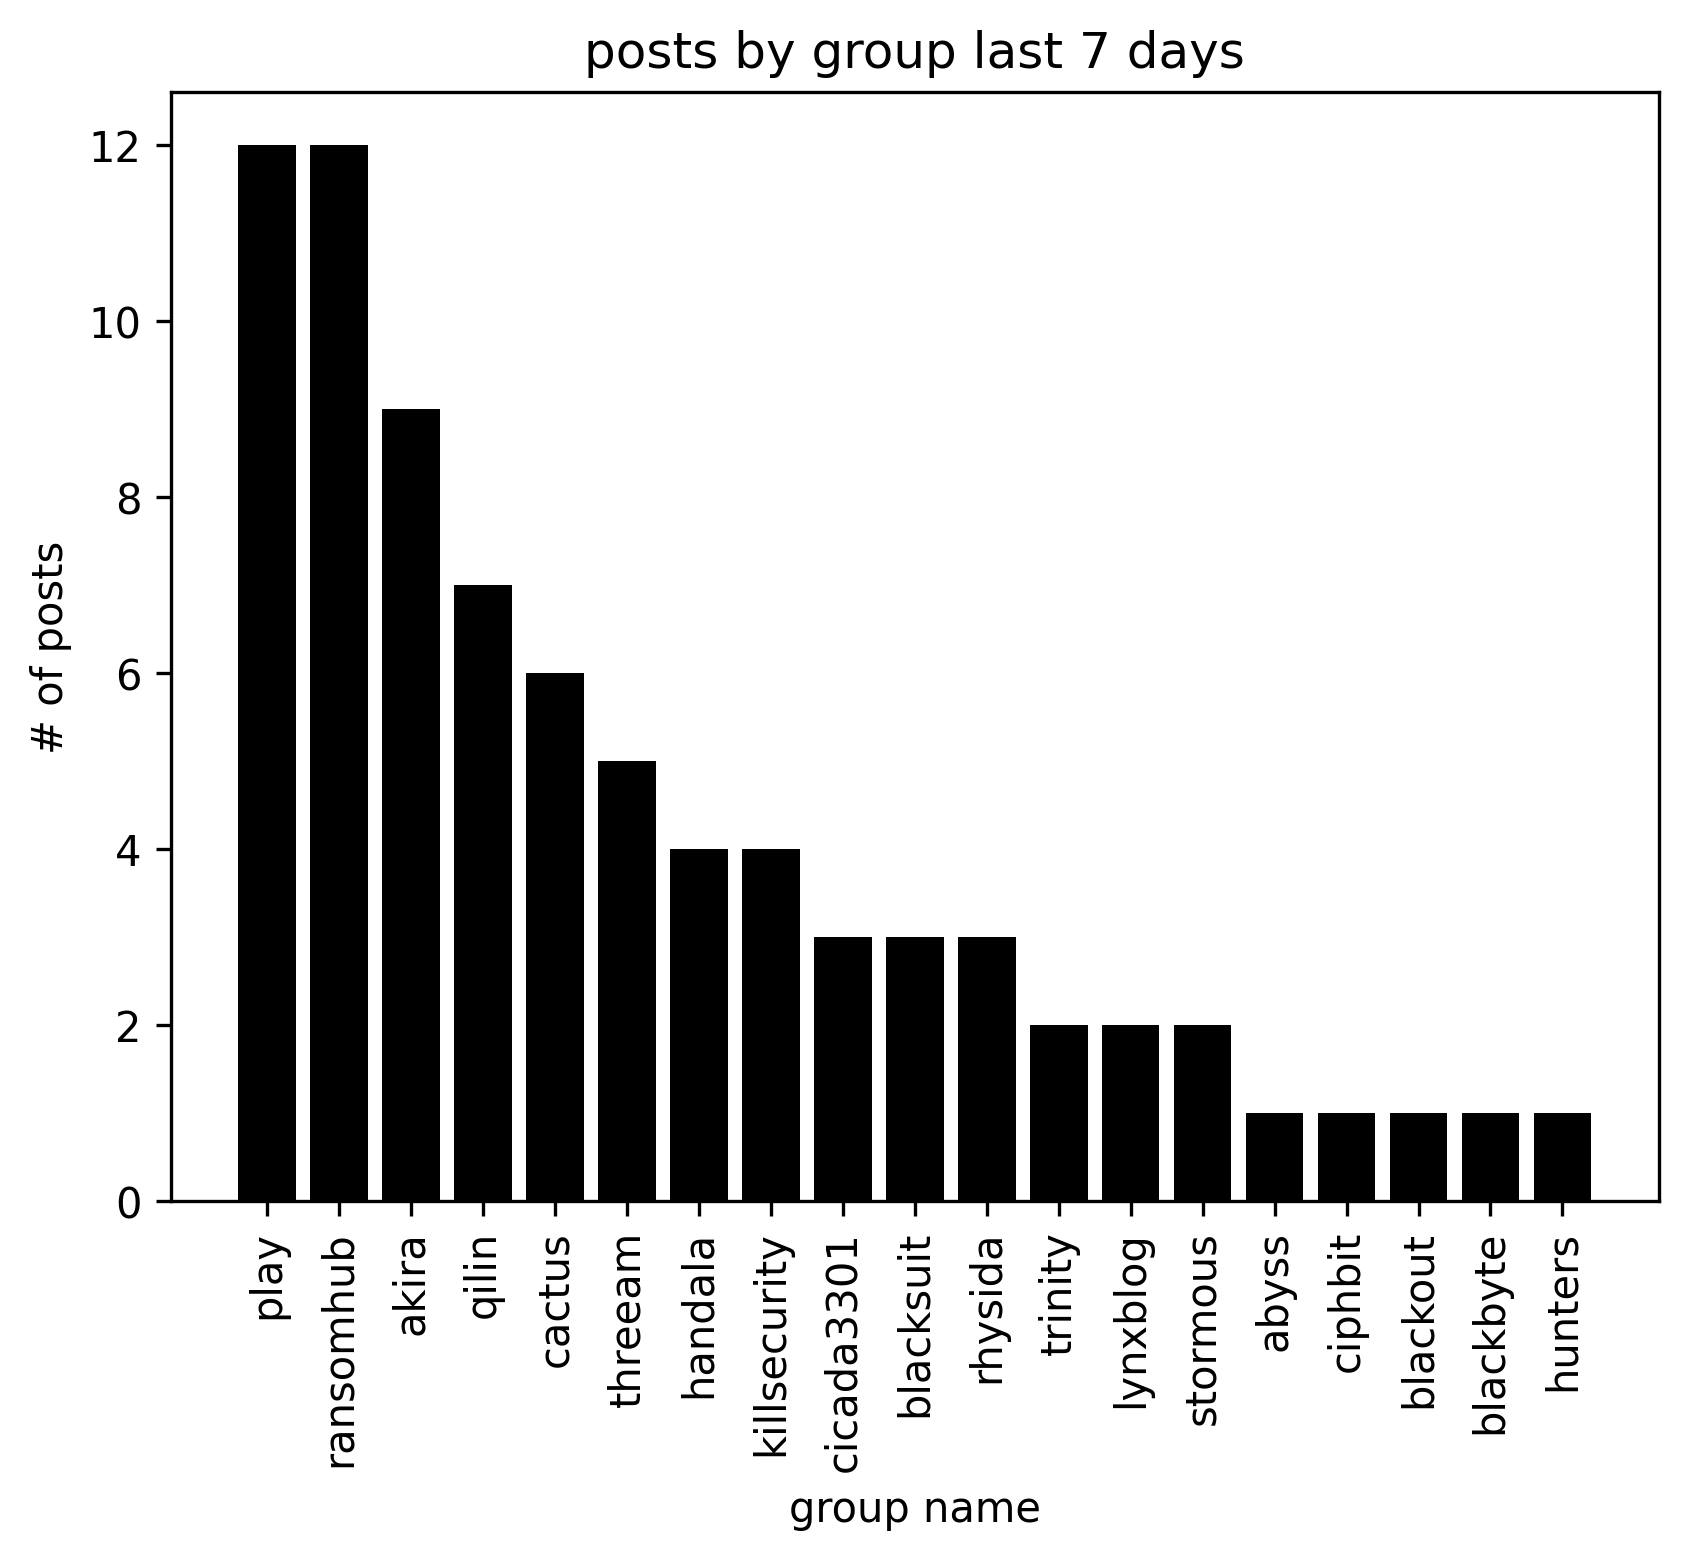 posts by group last 7 days
12
10
8
6
4
2
0
# of posts
play
ransomhub
akira
qilin
cactus
threeam
handala
killsecurity
cicada3301
blacksuit
rhysida
trinity
lynxblog
stormous
abyss
ciphbit
blackout
blackbyte
hunters
group name